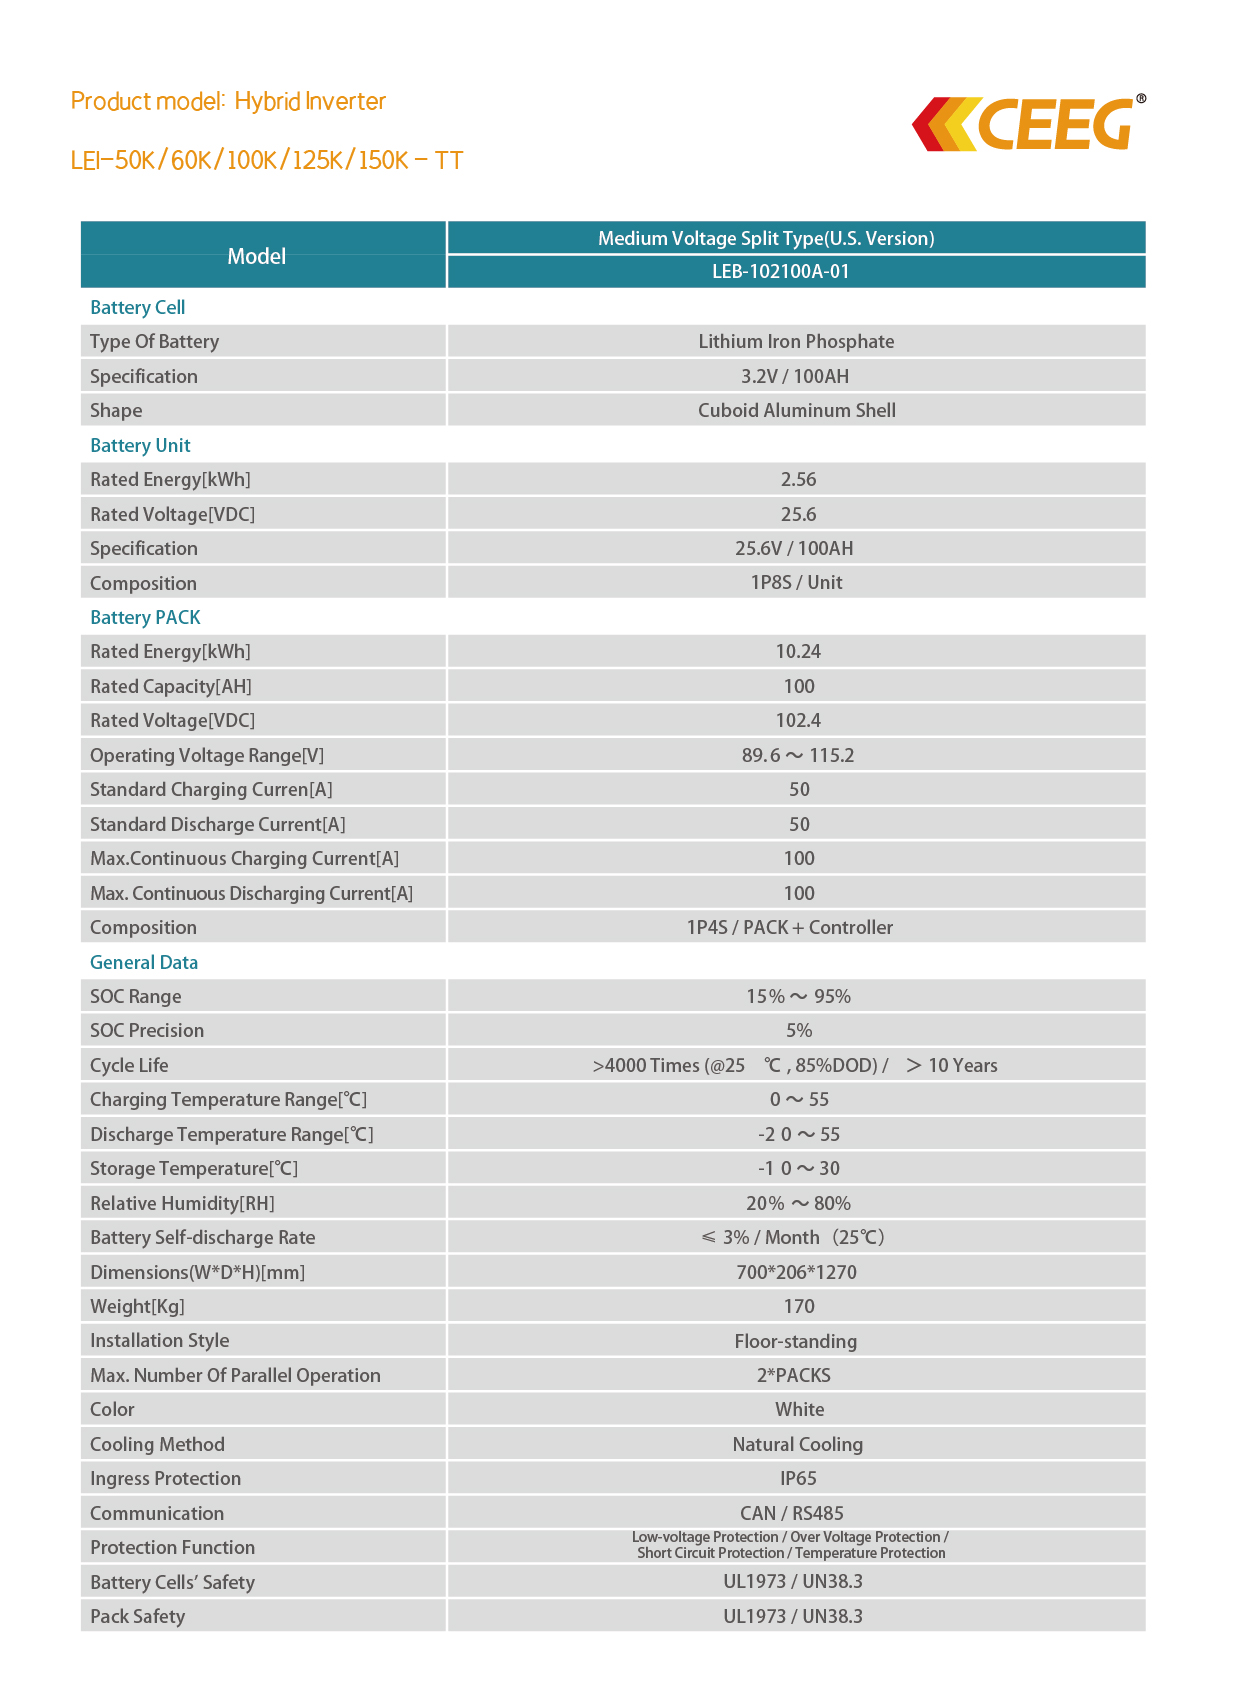 Product model: Hybrid Inverter
CEEG®
LEI-50K/60K/100K/125K/150K - TT
Model
Medium Voltage Split Type(U.S. Version)
LEB-102100A-01
Battery Cell
Type Of Battery Lithium Iron Phosphate
Specification 3.2V / 100AH
Shape Cuboid Aluminum Shell
Battery Unit
Rated Energy[kWh] 2.56
Rated Voltage[VDC] 25.6
Specification 25.6V / 100AH
Composition 1P8S / Unit
Battery PACK
Rated Energy[kWh] 10.24
Rated Capacity[AH] 100
Rated Voltage[VDC] 102.4
Operating Voltage Range[V] 89.6 ～ 115.2
Standard Charging Curren[A] 50
Standard Discharge Current[A] 50
Max.Continuous Charging Current[A] 100
Max. Continuous Discharging Current[A] 100
Composition 1P4S / PACK + Controller
General Data
SOC Range 15% ～ 95%
SOC Precision 5%
Cycle Life >4000 Times (@25 ℃ , 85%DOD) / ＞ 10 Years
Charging Temperature Range[℃] 0 ～ 55
Discharge Temperature Range[℃] -2 0 ～ 55
Storage Temperature[℃] -1 0 ～ 30
Relative Humidity[RH] 20% ～ 80%
Battery Self-discharge Rate ≤ 3% / Month（25℃）
Dimensions(W*D*H)[mm] 700*206*1270
Weight[Kg] 170
Installation Style Floor-standing
Max. Number Of Parallel Operation 2*PACKS
Color White
Cooling Method Natural Cooling
Ingress Protection IP65
Communication CAN / RS485
Protection Function Low-voltage Protection / Over Voltage Protection /
Short Circuit Protection / Temperature Protection
Battery Cells’ Safety UL1973 / UN38.3
Pack Safety UL1973 / UN38.3